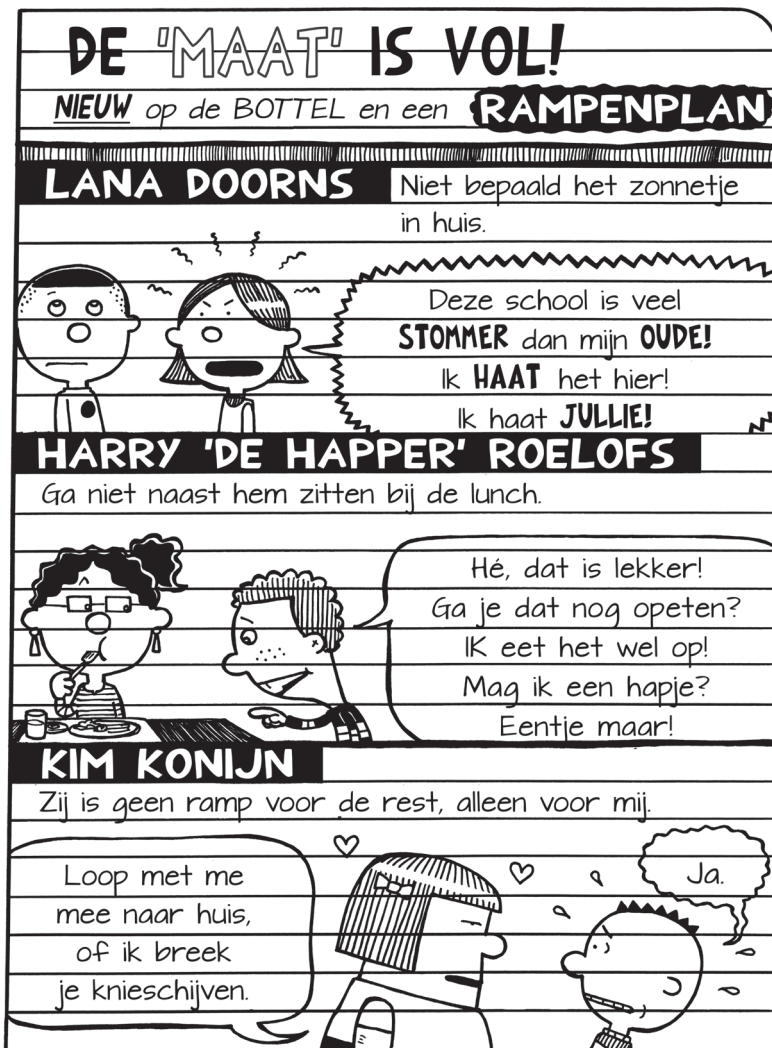 DE 'MAAT' IS VOL!
NIEUW op de BOTTEL en een RAMPENPLAN
LANA DOORNS
Niet bepaald het zonnetje
in huis.
Deze school is veel
STOMMER dan mijn OUDE!
Ik HAAT het hier!
Ik haat JULLIE!
HARRY 'DE HAPPER' ROELOFS
Ga niet naast hem zitten bij de lunch.
Hé, dat is lekker!
Ga je dat nog opeten?
IK eet het wel op!
Mag ik een hapje?
Eentje maar!
KIM KONIJN
Zij is geen ramp voor de rest, alleen voor mij.
Loop met me
mee naar huis,
of ik breek
je knieschijven.
Ja.